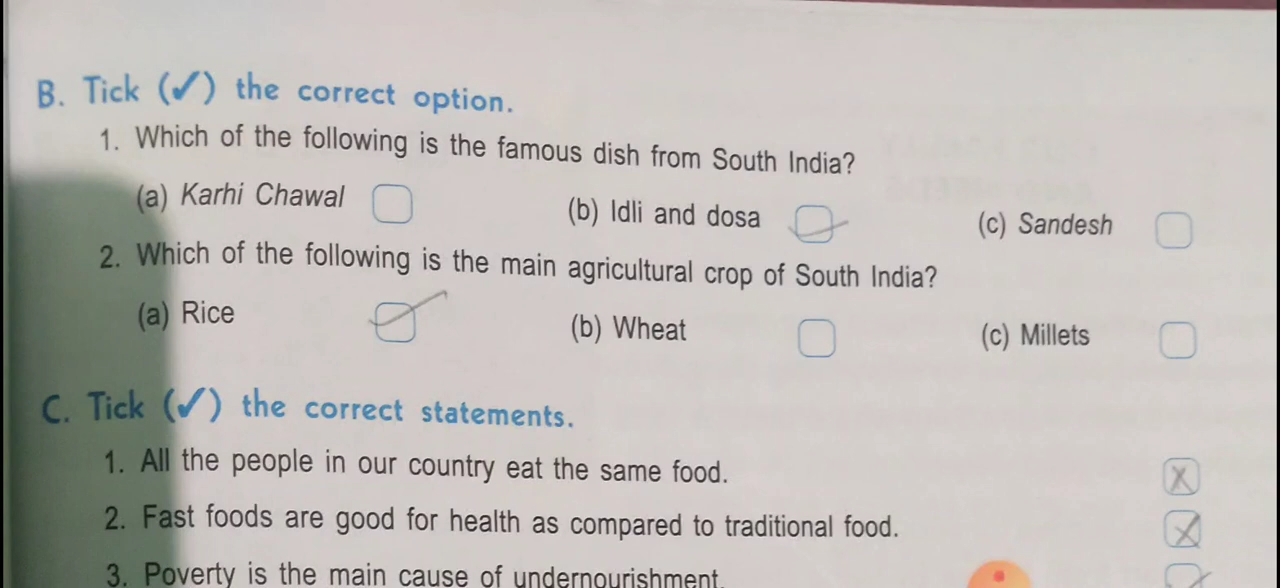 B. Tick (✓) the correct option.
1. Which of the following is the famous dish from South India?
(a) Karhi Chawal (b) Idli and dosa (c) Sandesh
2. Which of the following is the main agricultural crop of South India?
(a) Rice (b) Wheat (c) Millets
C. Tick (✓) the correct statements.
1. All the people in our country eat the same food.
2. Fast foods are good for health as compared to traditional food.
3. Poverty is the main cause of undernourishment.